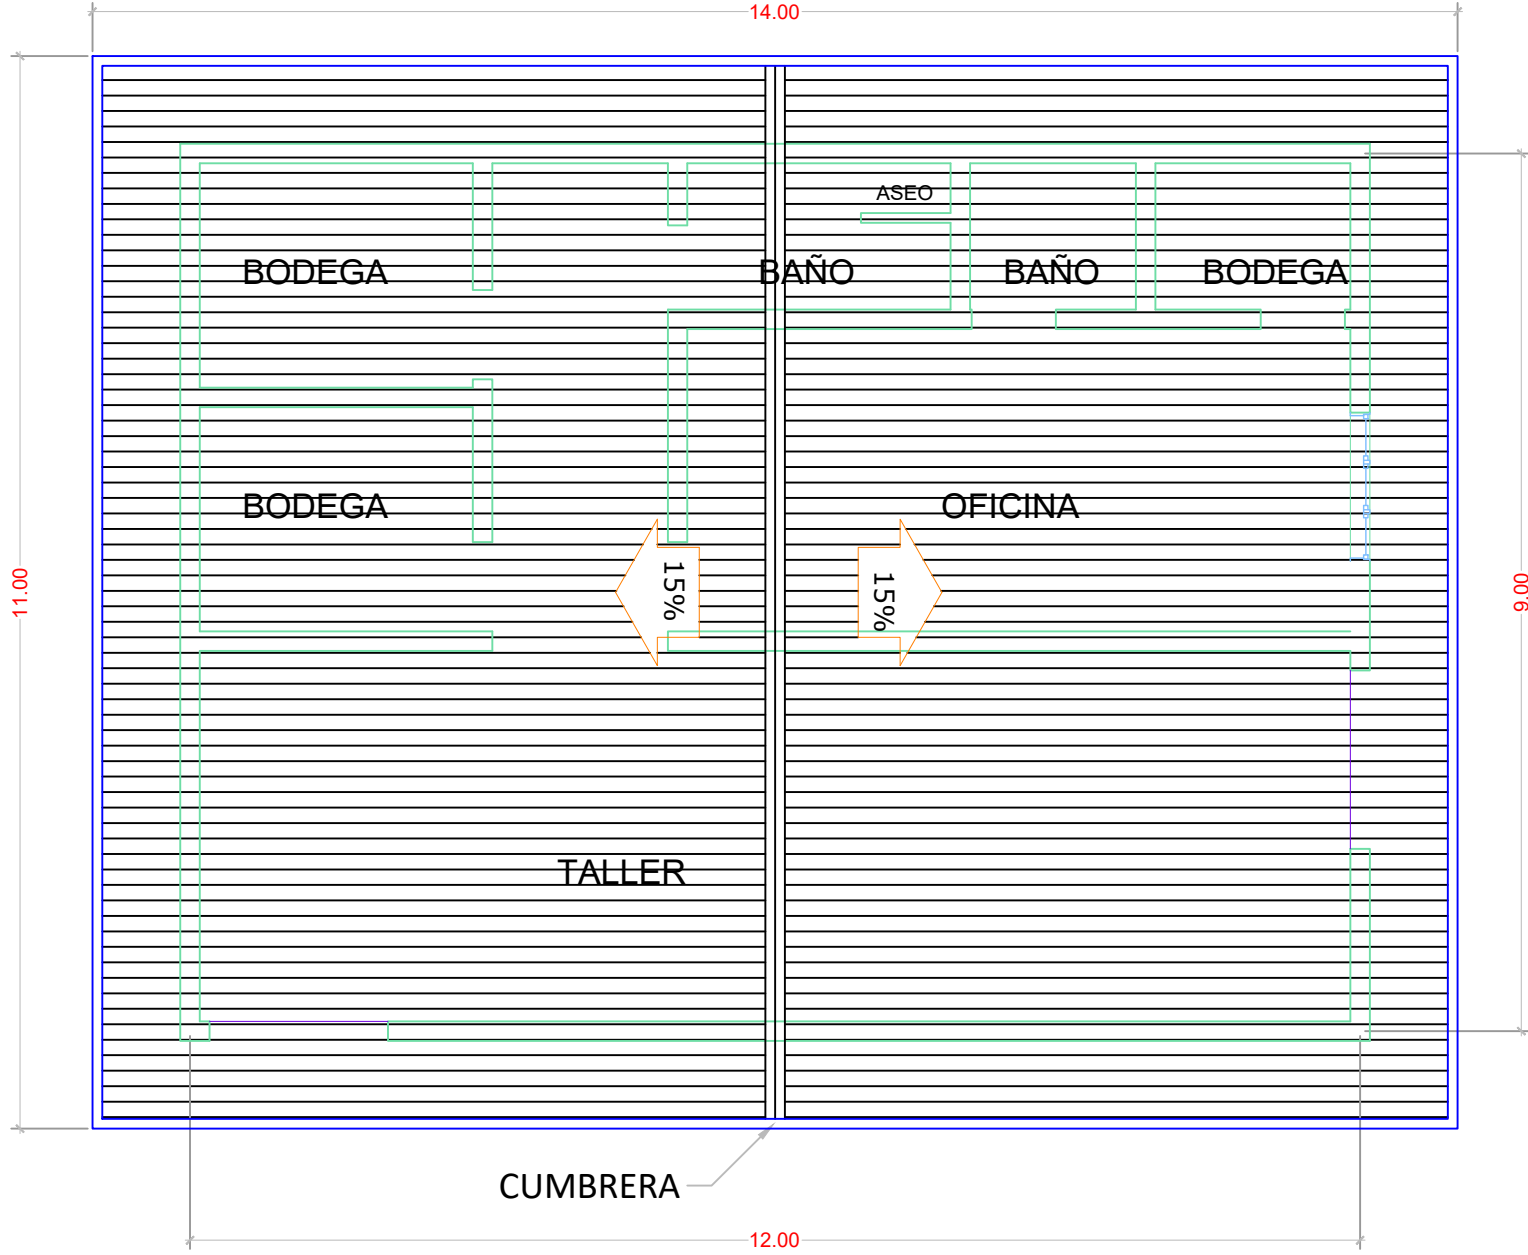 14.00
ASEO
BODEGA
BAÑO
BAÑO
BODEGA
BODEGA
OFICINA
11.00
15%
15%
9.00
TALLER
CUMBRERA
12.00